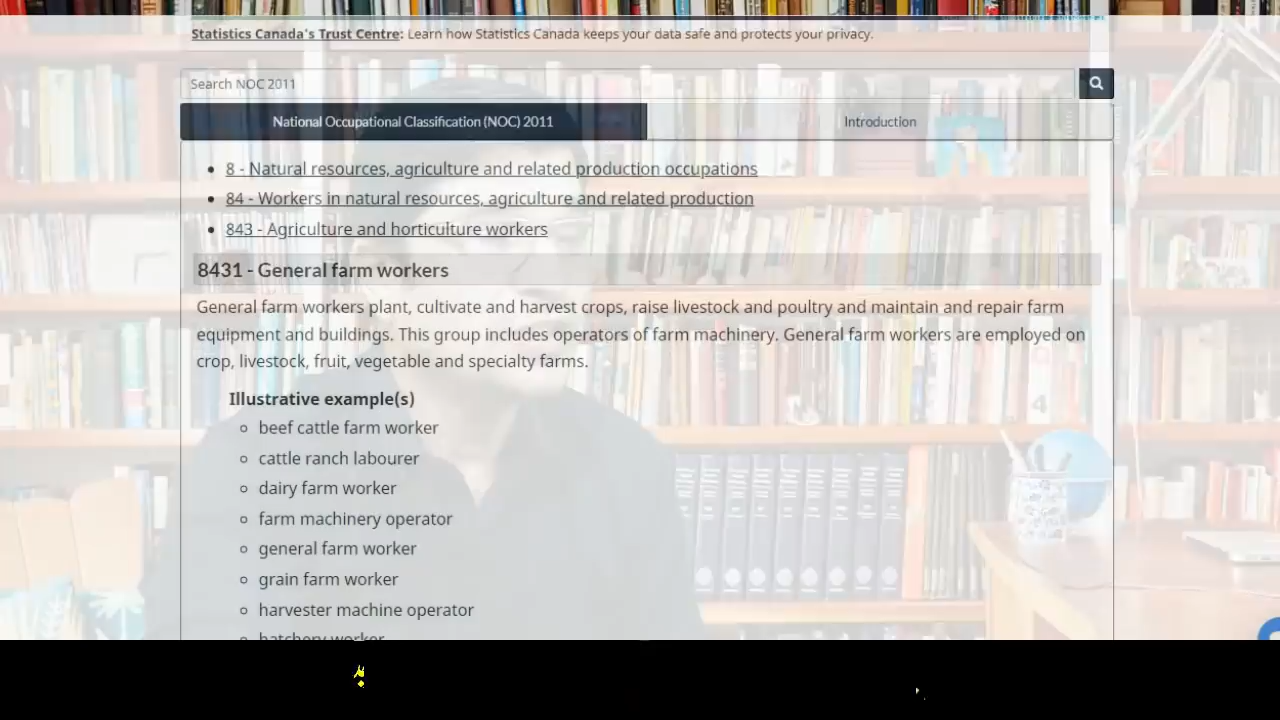 Statistics Canada's Trust Centre: Learn how Statistics Canada keeps your data safe and protects your privacy.
Search NOC 2011
National Occupational Classification (NOC) 2011
Introduction
8 - Natural resources, agriculture and related production occupations
84 - Workers in natural resources, agriculture and related production
843 - Agriculture and horticulture workers
8431 - General farm workers
General farm workers plant, cultivate and harvest crops, raise livestock and poultry and maintain and repair farm
equipment and buildings. This group includes operators of farm machinery. General farm workers are employed on
crop, livestock, fruit, vegetable and specialty farms.
Illustrative example(s)
beef cattle farm worker
cattle ranch labourer
dairy farm worker
farm machinery operator
general farm worker
grain farm worker
harvester machine operator
hatchery worker
4